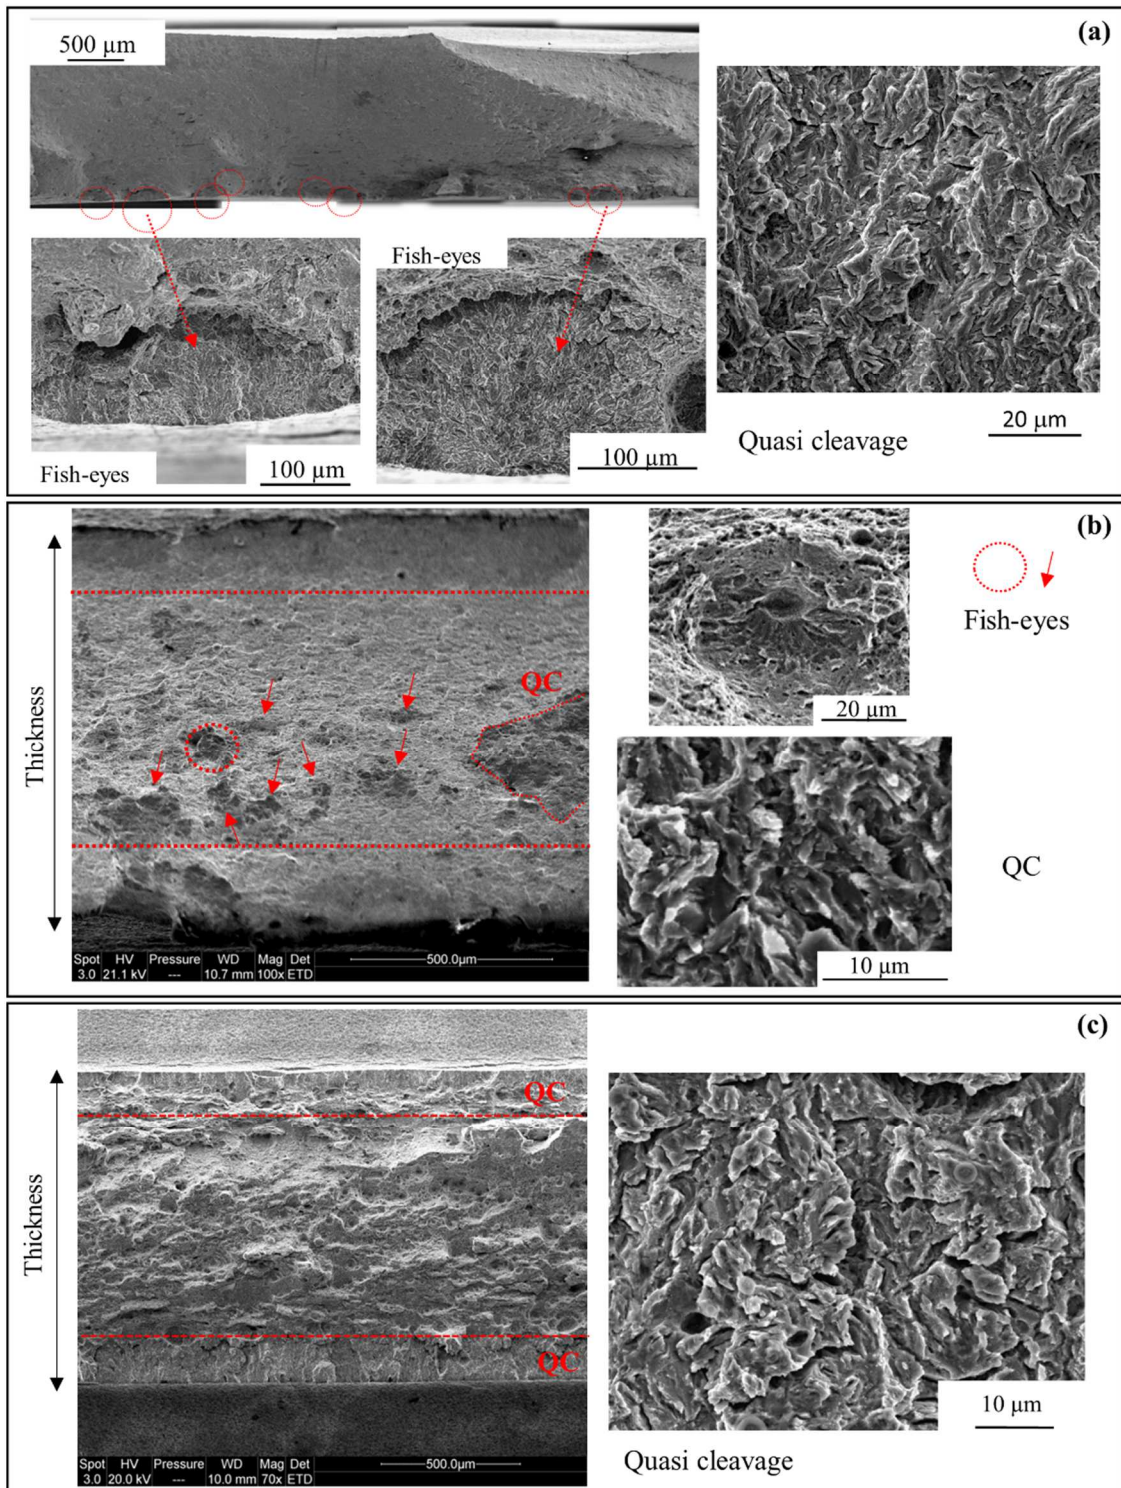 (a)
500 µm
Fish-eyes
Fish-eyes
100 µm
100 µm
Quasi cleavage
20 µm
(b)
Thickness
QC
20 µm
Fish-eyes
10 µm
QC
Spot HV Pressure WD Mag Det 500.0µm
3.0 21.1 kV --- 10.7 mm 100x ETD
(c)
Thickness
QC
QC
10 µm
Quasi cleavage
Spot HV Pressure WD Mag Det 500.0µm
3.0 20.0 kV --- 10.0 mm 70x ETD